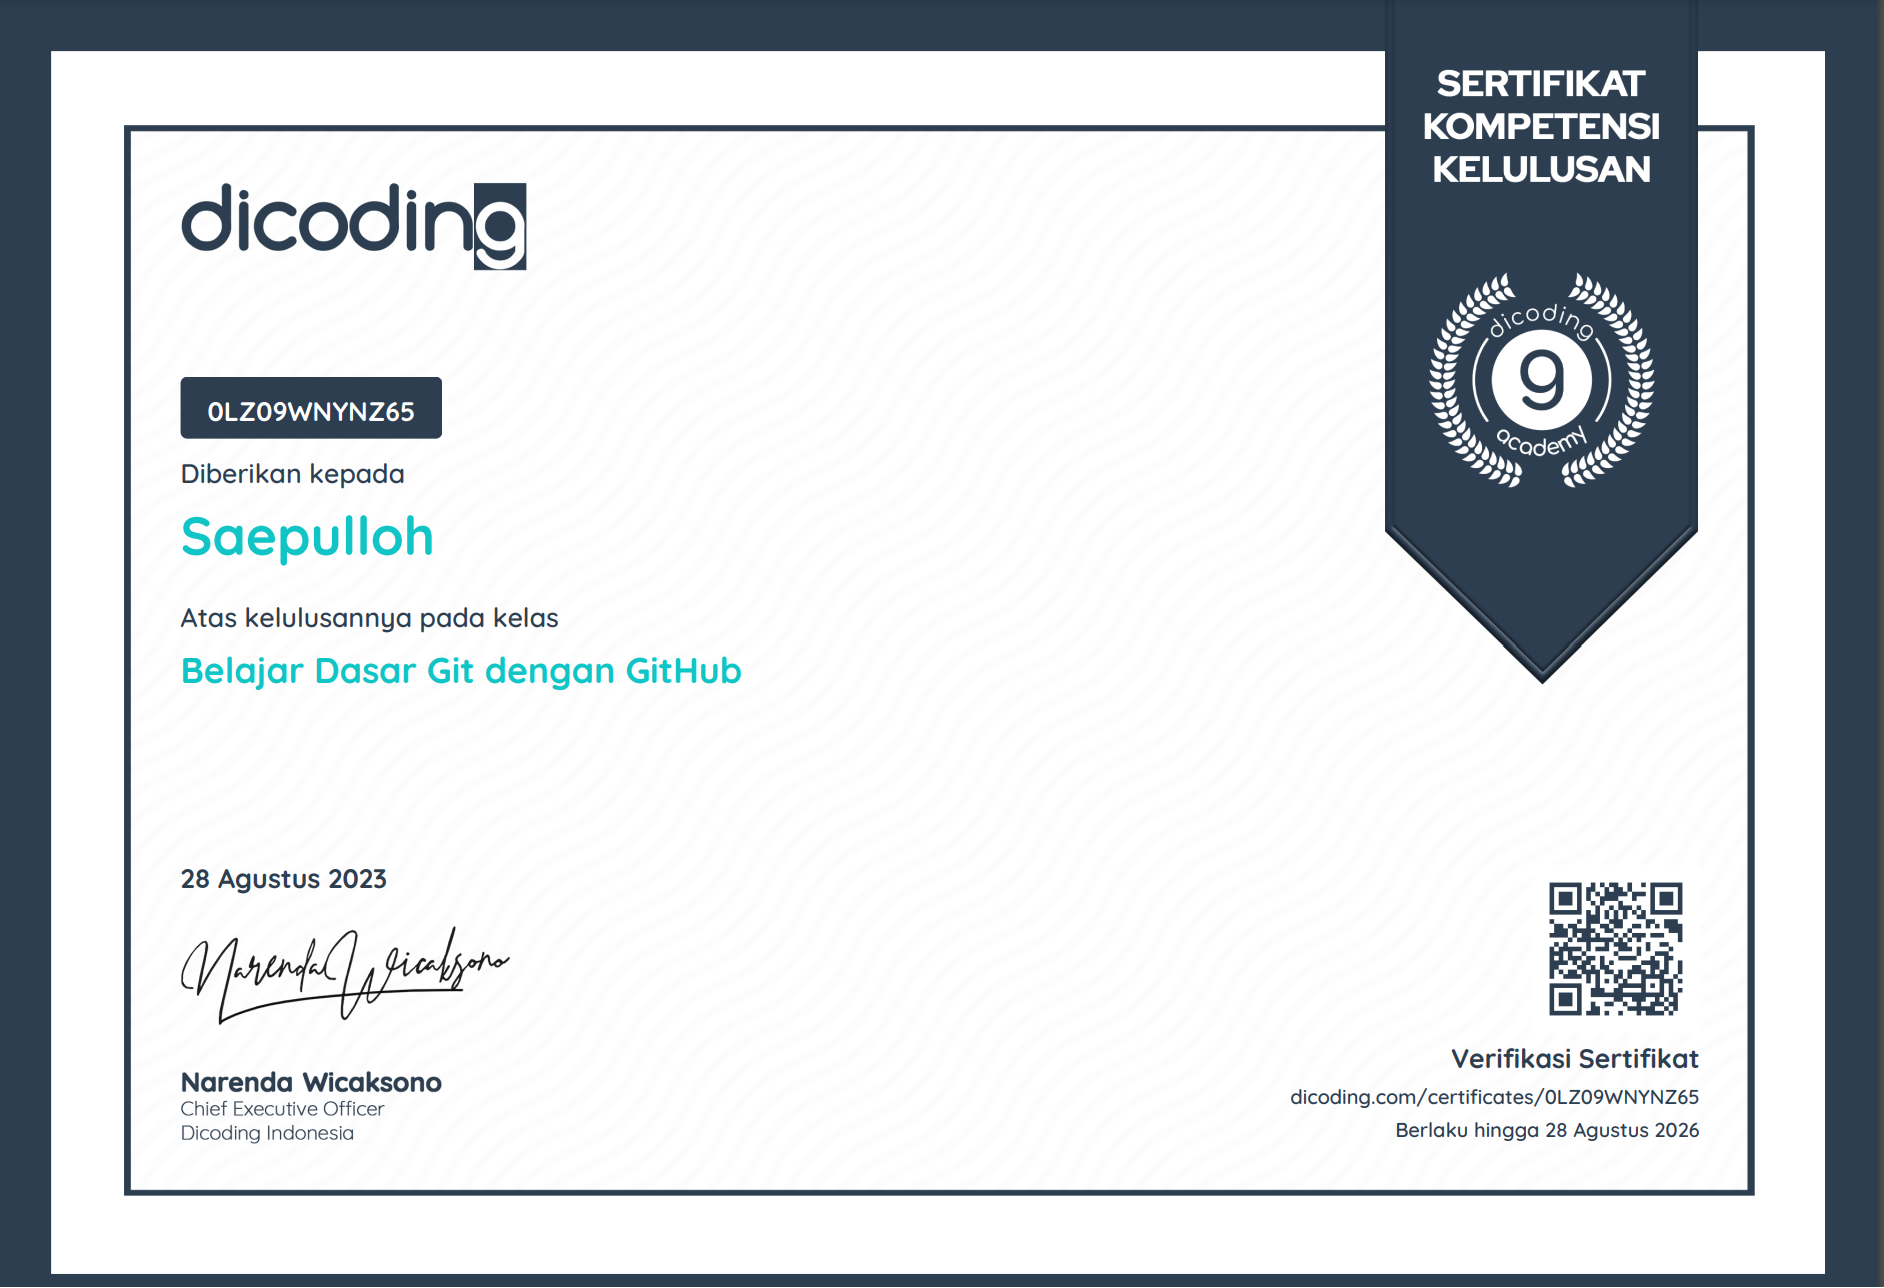 SERTIFIKAT
KOMPETENSI
KELULUSAN
dicoding
dicoding
g
academy
0LZ09WNYNZ65
Diberikan kepada
Saepulloh
Atas kelulusannya pada kelas
Belajar Dasar Git dengan GitHub
28 Agustus 2023
Narenda Wicaksono
Narenda Wicaksono
Chief Executive Officer
Dicoding Indonesia
Verifikasi Sertifikat
dicoding.com/certificates/0LZ09WNYNZ65
Berlaku hingga 28 Agustus 2026